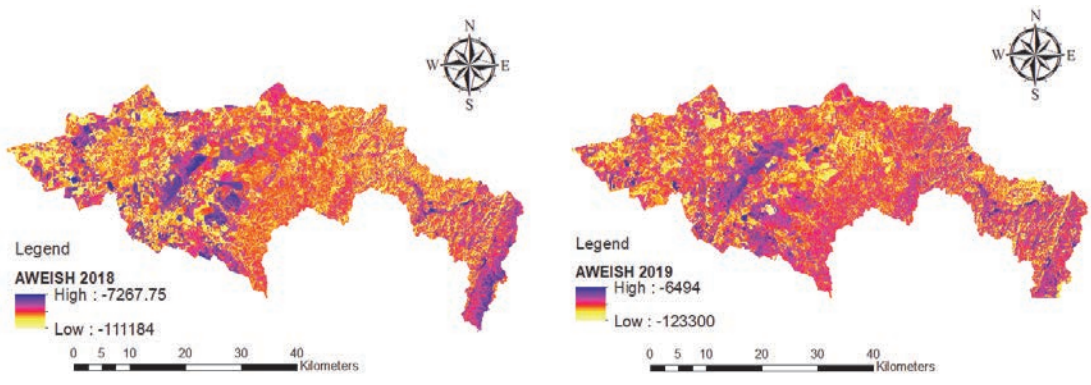 N
W E
S
Legend
AWEISH 2018
High : -7267.75
Low : -111184
0 5 10 20 30 40
Kilometers
N
W E
S
Legend
AWEISH 2019
High : -6494
Low : -123300
0 5 10 20 30 40
Kilometers